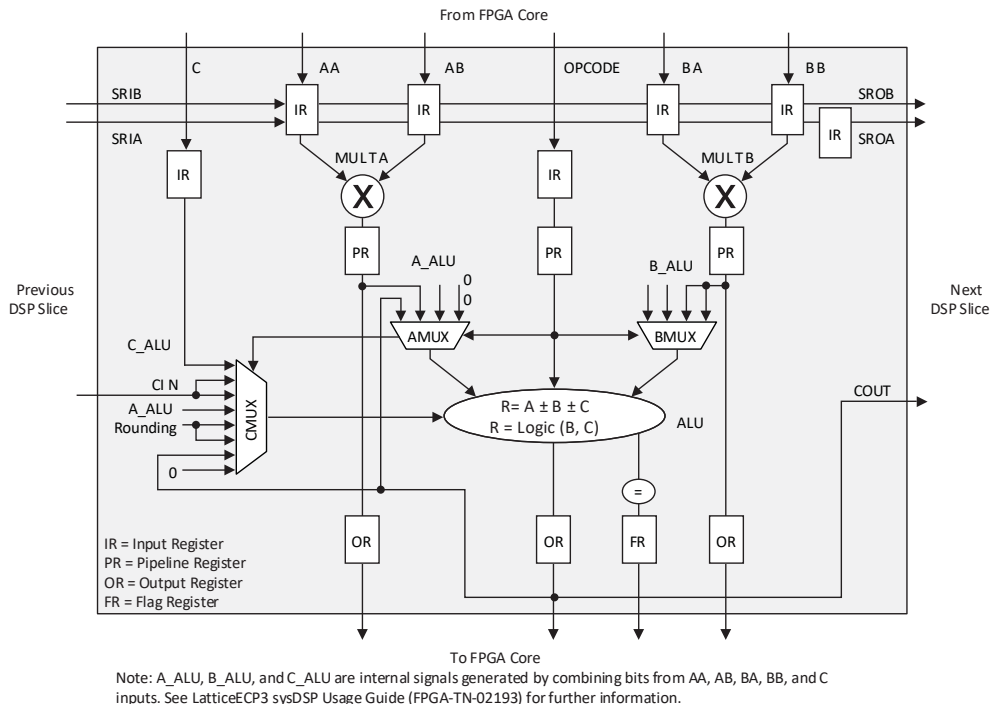 From FPGA Core
C
AA
AB
OPCODE
BA
BB
SRIB
SROB
IR
IR
IR
IR
SRIA
IR
SROA
MULTA
MULTB
IR
IR
X
X
PR
PR
PR
A_ALU
B_ALU
0
0
Previous
DSP Slice
Next
DSP Slice
AMUX
BMUX
C_ALU
CI N
COUT
A_ALU
Rounding
CMUX
R= A ± B ± C
R = Logic (B, C)
ALU
0
=
IR = Input Register
PR = Pipeline Register
OR = Output Register
FR = Flag Register
OR
OR
FR
OR
To FPGA Core
Note: A_ALU, B_ALU, and C_ALU are internal signals generated by combining bits from AA, AB, BA, BB, and C
inputs. See LatticeECP3 sysDSP Usage Guide (FPGA-TN-02193) for further information.